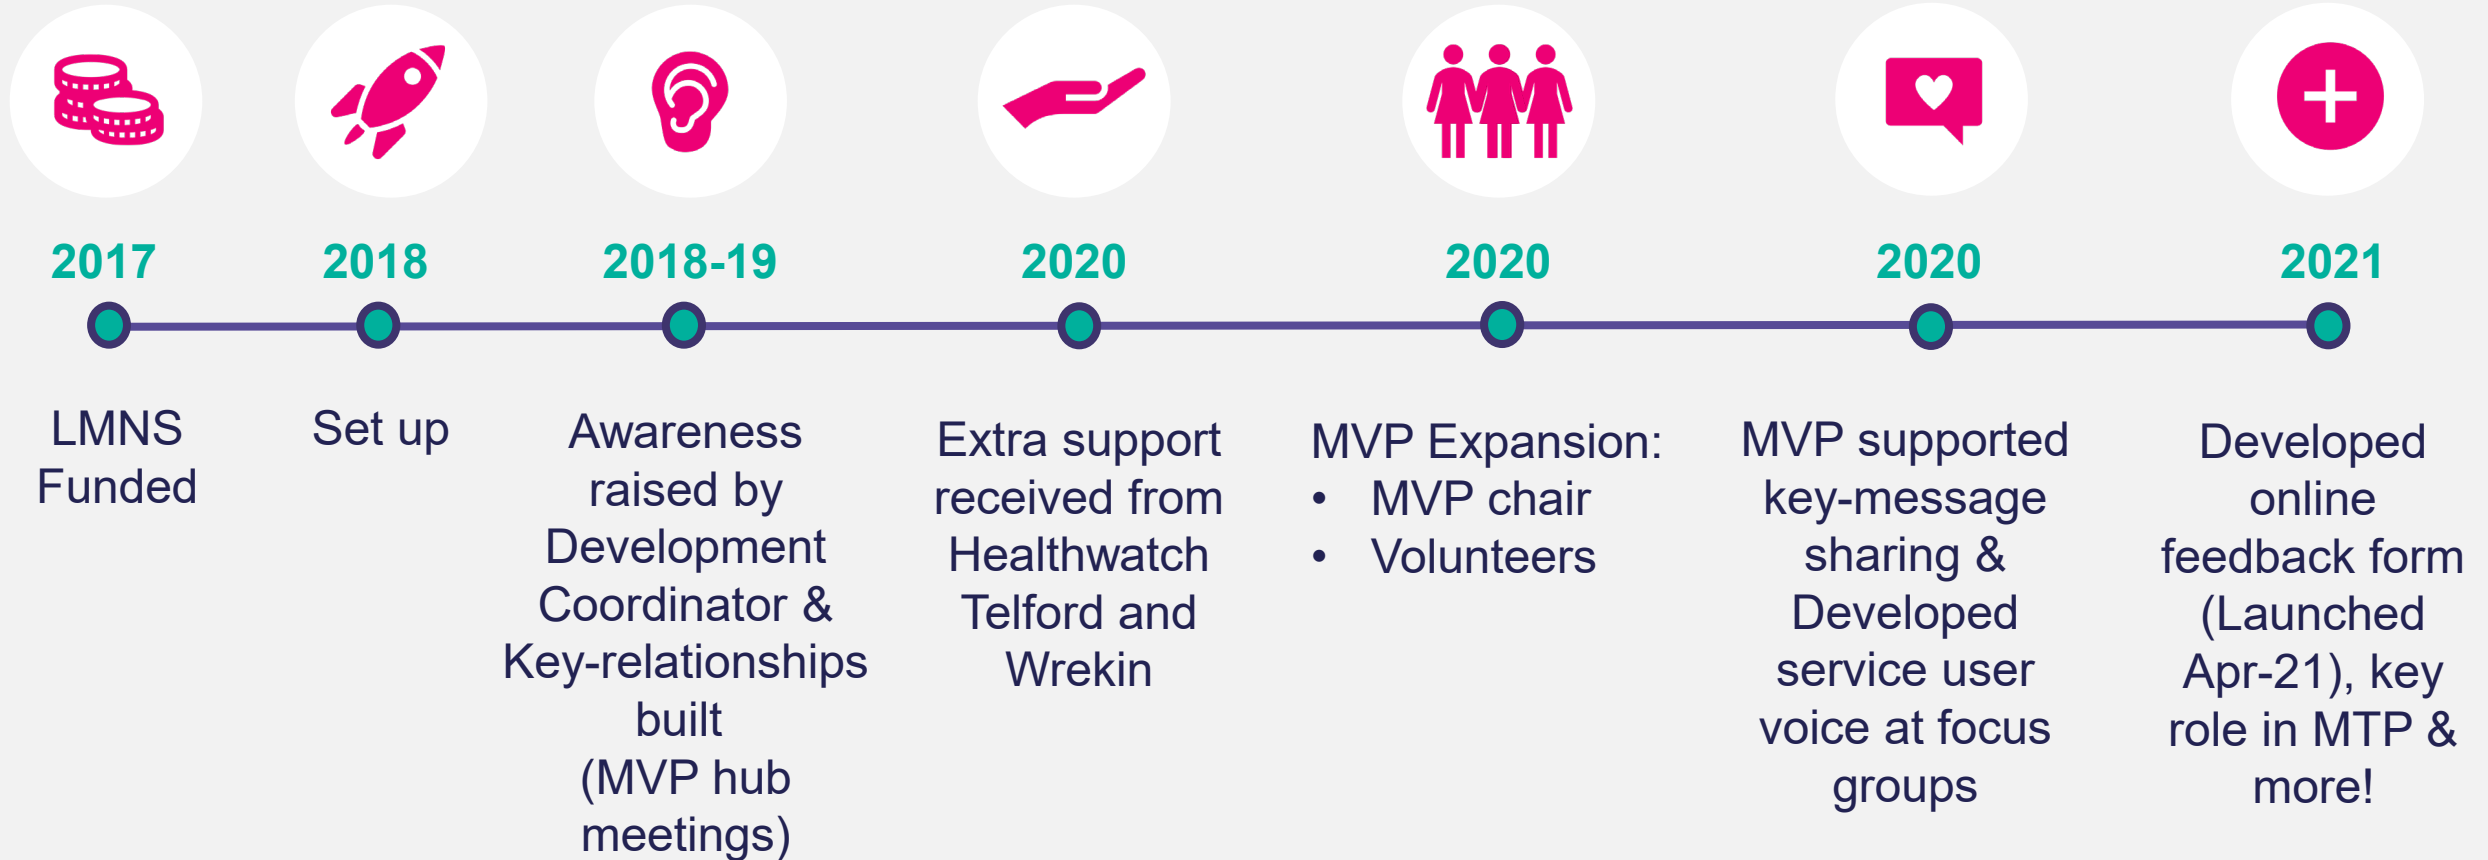 2017
LMNS
Funded
2018
Set up
2018-19
Awareness
raised by
Development
Coordinator &
Key-relationships
built
(MVP hub
meetings)
2020
Extra support
received from
Healthwatch
Telford and
Wrekin
2020
MVP Expansion:
• MVP chair
• Volunteers
2020
MVP supported
key-message
sharing &
Developed
service user
voice at focus
groups
2021
Developed
online
feedback form
(Launched
Apr-21), key
role in MTP &
more!